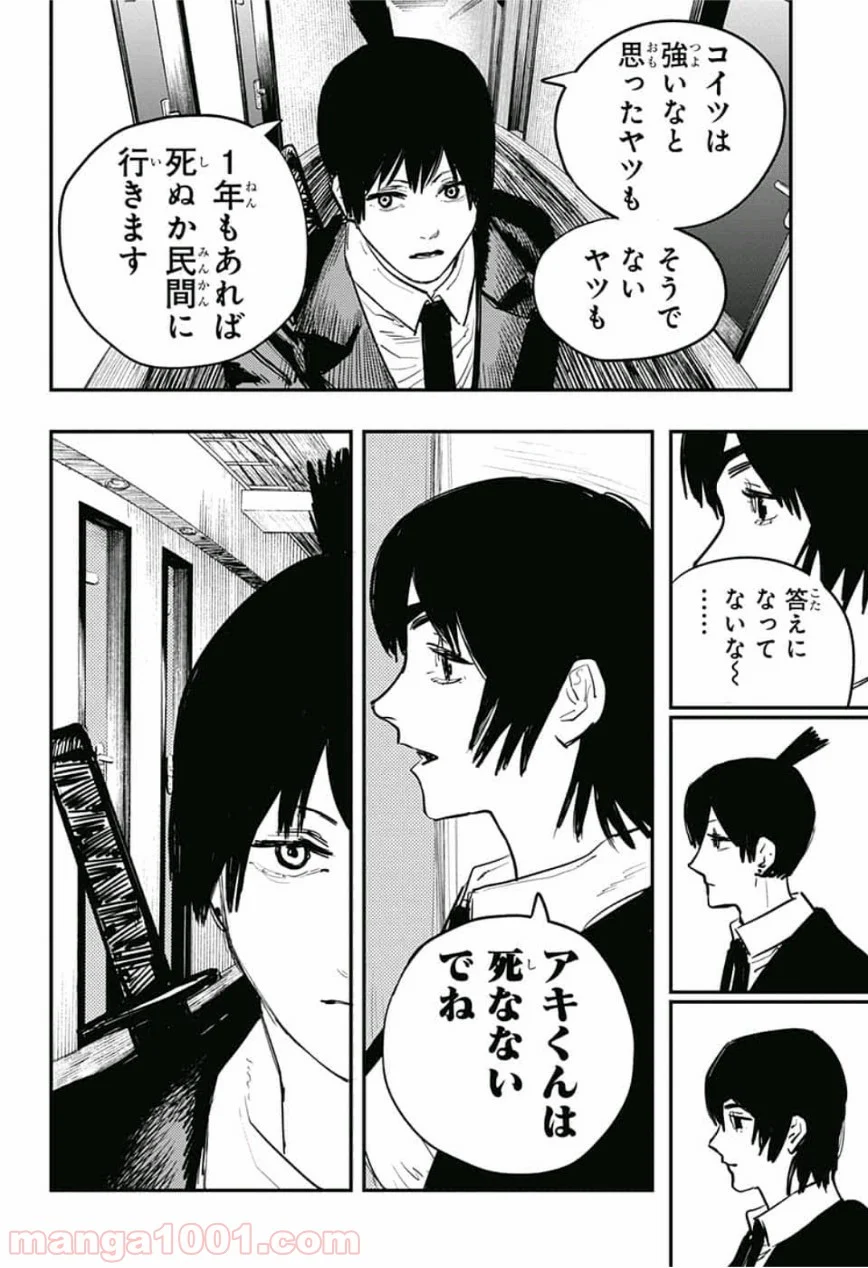 コイツは
強いなと
思ったヤツも
そうで
ない
ヤツも
1年もあれば
死ぬか民間に
行きます
答えに
なって
ないな〜
……
アキくんは
死なない
でね
manga1001.com